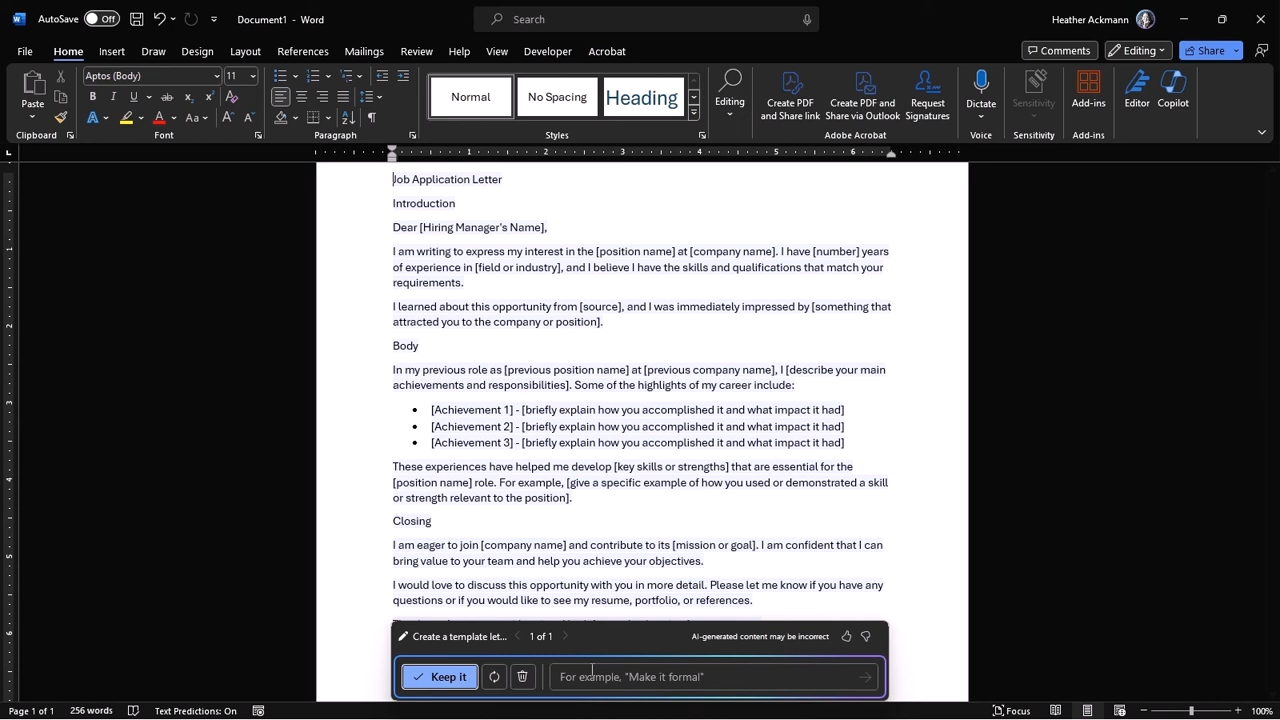 AutoSave Off Document1 - Word Search Heather Ackmann
File Home Insert Draw Design Layout References Mailings Review View Help Developer Acrobat Comments Editing Share
Aptos (Body) 11
Paste Normal No Spacing Heading Editing Create PDF and Share link Create PDF and Share via Outlook Request Signatures Dictate Sensitivity Add-ins Editor Copilot
Clipboard Font Paragraph Styles Adobe Acrobat Voice Sensitivity Add-ins
1 2 3 4 5 6
Job Application Letter
Introduction
Dear [Hiring Manager's Name],
I am writing to express my interest in the [position name] at [company name]. I have [number] years
of experience in [field or industry], and I believe I have the skills and qualifications that match your
requirements.
I learned about this opportunity from [source], and I was immediately impressed by [something that
attracted you to the company or position].
Body
In my previous role as [previous position name] at [previous company name], I [describe your main
achievements and responsibilities]. Some of the highlights of my career include:
• [Achievement 1] - [briefly explain how you accomplished it and what impact it had]
• [Achievement 2] - [briefly explain how you accomplished it and what impact it had]
• [Achievement 3] - [briefly explain how you accomplished it and what impact it had]
These experiences have helped me develop [key skills or strengths] that are essential for the
[position name] role. For example, [give a specific example of how you used or demonstrated a skill
or strength relevant to the position].
Closing
I am eager to join [company name] and contribute to its [mission or goal]. I am confident that I can
bring value to your team and help you achieve your objectives.
I would love to discuss this opportunity with you in more detail. Please let me know if you have any
questions or if you would like to see my resume, portfolio, or references.
Create a template let... 1 of 1 AI-generated content may be incorrect
Keep it For example, "Make it formal"
Page 1 of 1 256 words Text Predictions: On Focus 100%